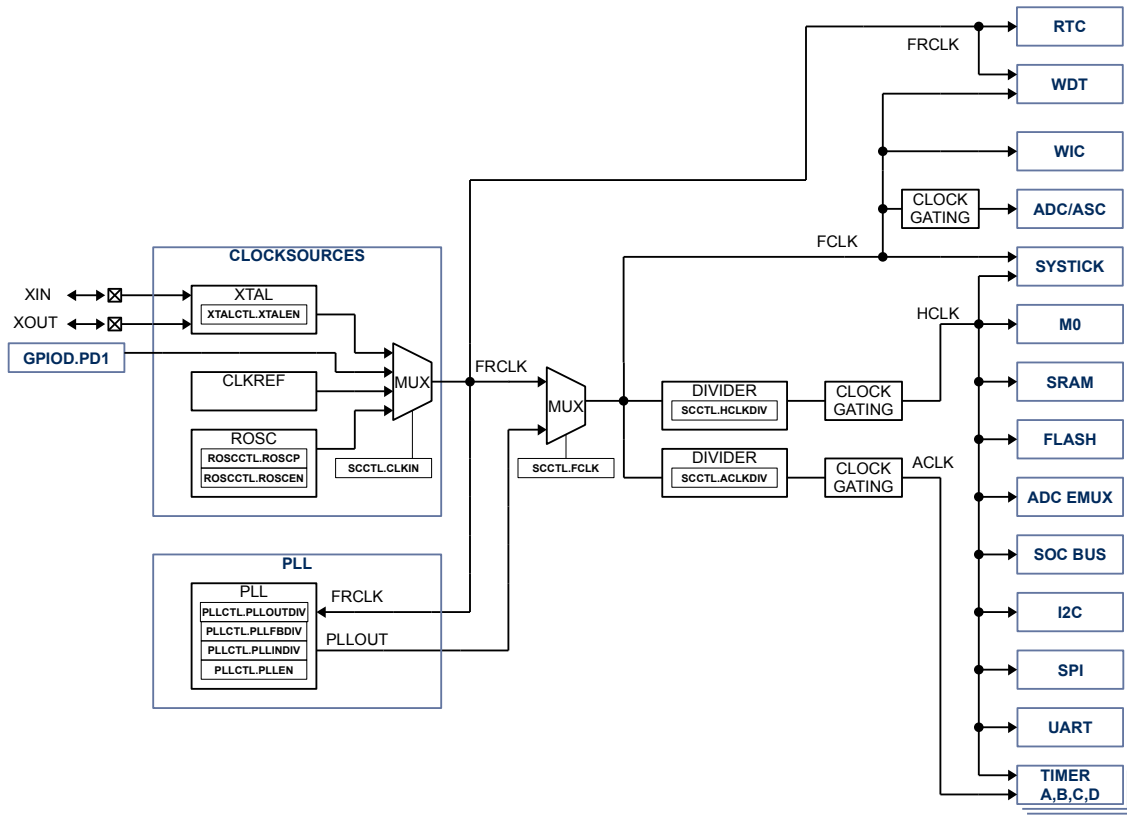 RTC
FRCLK
WDT
WIC
CLOCK
GATING
ADC/ASC
FCLK
SYSTICK
CLOCKSOURCES
XIN
XTAL
XTALCTL.XTALEN
XOUT
HCLK
M0
GPIOD.PD1
FRCLK
CLKREF
MUX
MUX
DIVIDER
SCCTL.HCLKDIV
CLOCK
GATING
SRAM
ROSC
ROSCCTL.ROSCP
ROSCCTL.ROSCEN
SCCTL.CLKIN
SCCTL.FCLK
DIVIDER
SCCTL.ACLKDIV
CLOCK
GATING
ACLK
FLASH
ADC EMUX
PLL
PLL
PLLCTL.PLLOUTDIV
PLLCTL.PLLFBDIV
PLLCTL.PLLINDIV
PLLCTL.PLLEN
FRCLK
PLLOUT
SOC BUS
I2C
SPI
UART
TIMER
A,B,C,D